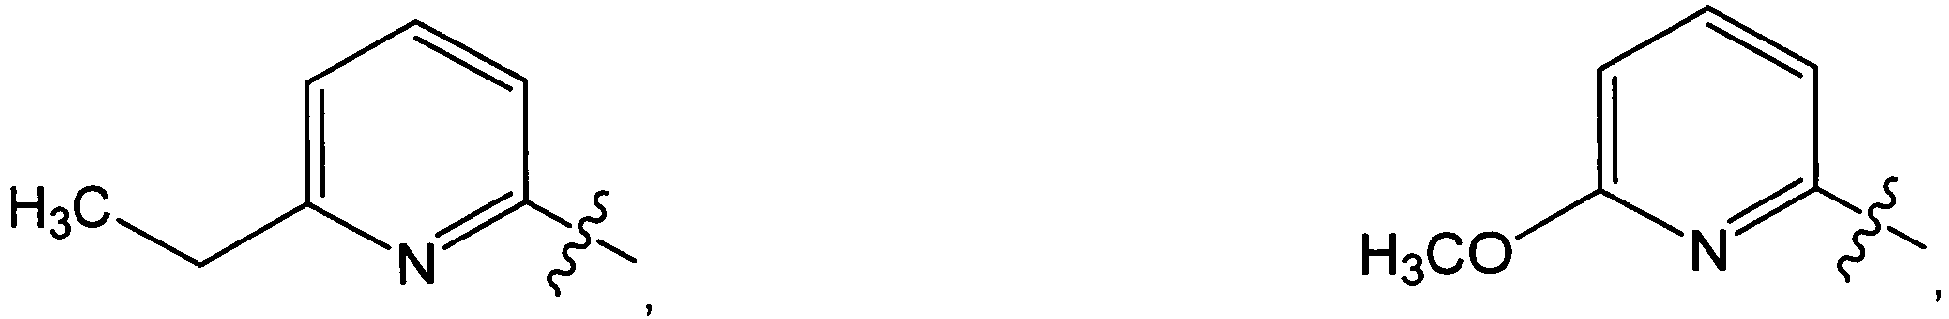 H₃C N ,
H₃CO N ,